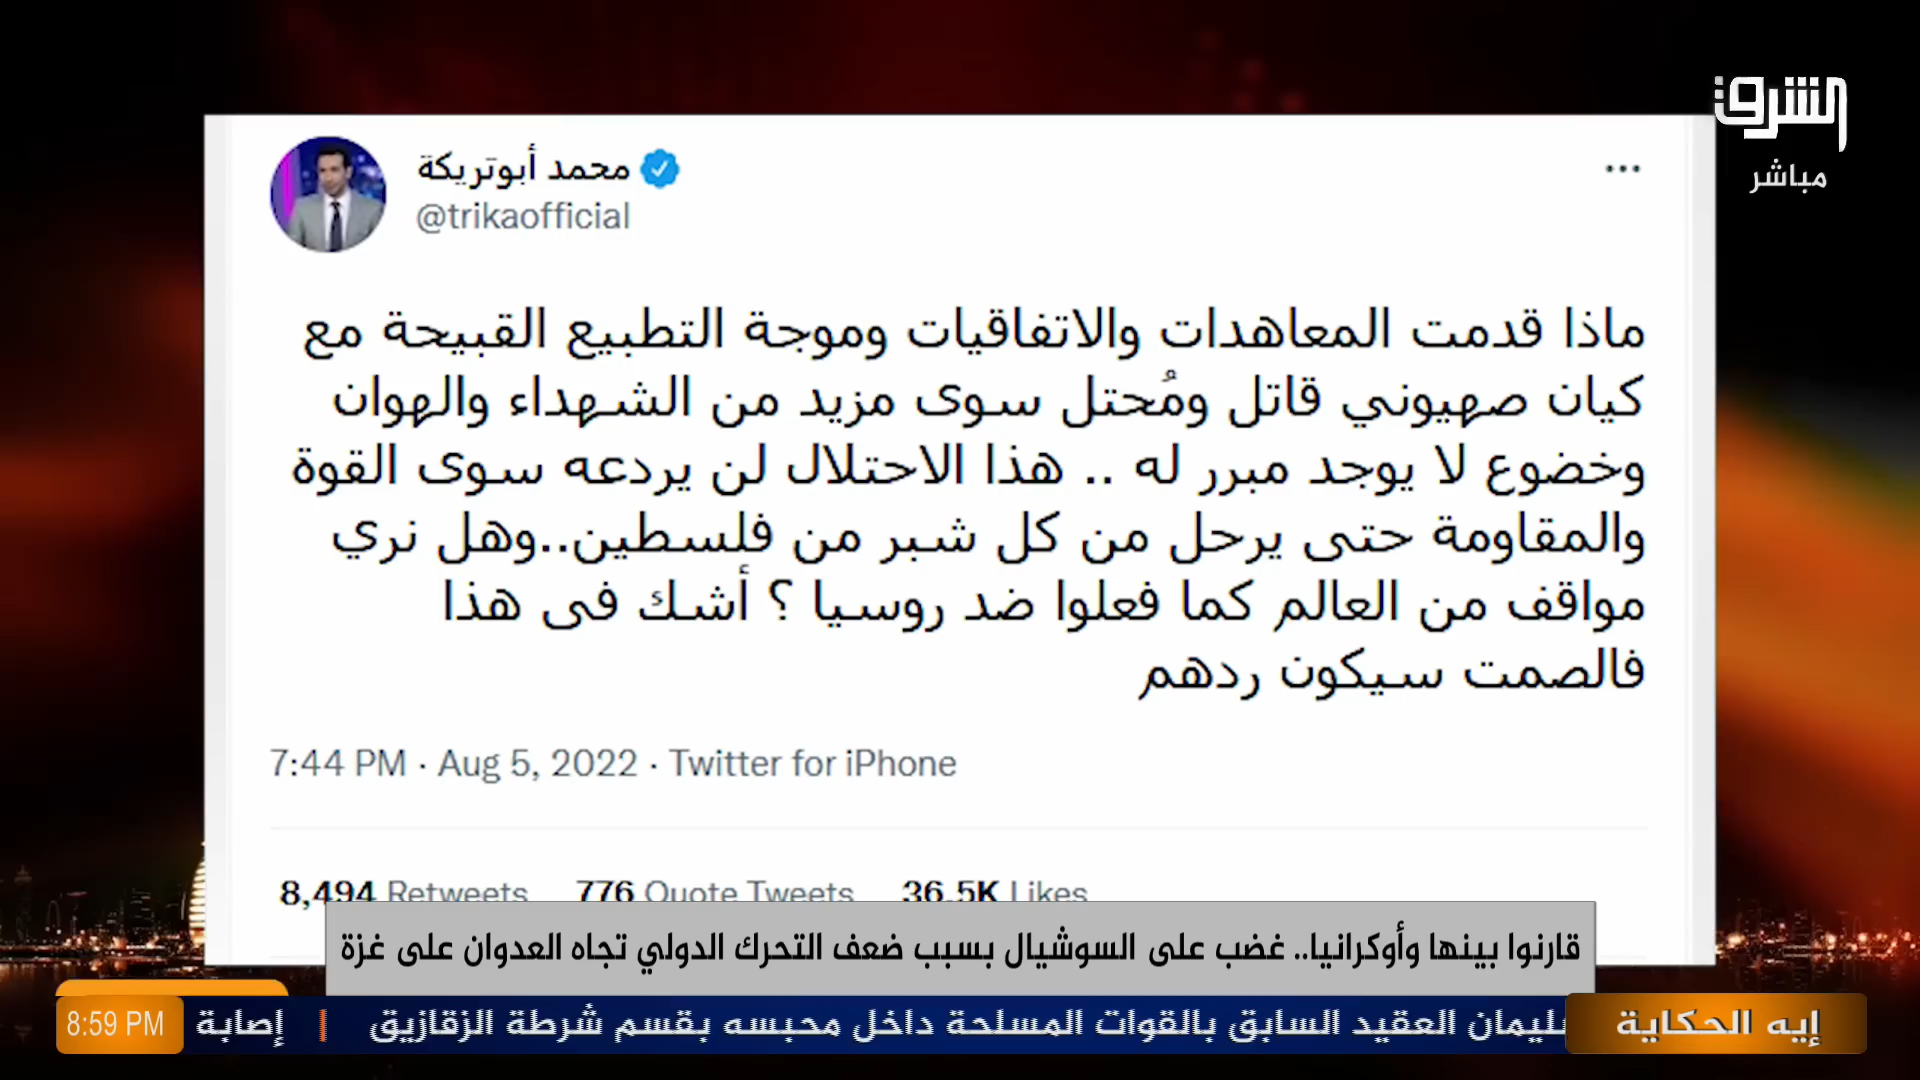 الشرق
مباشر
محمد أبوتريكة
@trikaofficial
ماذا قدمت المعاهدات والاتفاقيات وموجة التطبيع القبيحة مع
كيان صهيوني قاتل ومُحتل سوى مزيد من الشهداء والهوان
وخضوع لا يوجد مبرر له .. هذا الاحتلال لن يردعه سوى القوة
والمقاومة حتى يرحل من كل شبر من فلسطين..وهل نري
مواقف من العالم كما فعلوا ضد روسيا ؟ أشك فى هذا
فالصمت سيكون ردهم
7:44 PM · Aug 5, 2022 · Twitter for iPhone
8,494 Retweets 776 Quote Tweets 36.5K Likes
قارنوا بينها وأوكرانيا.. غضب على السوشيال بسبب ضعف التحرك الدولي تجاه العدوان على غزة
إيه الحكاية
العقيد السابق بالقوات المسلحة داخل محبسه بقسم شرطة الزقازيق | إصابة
8:59 PM